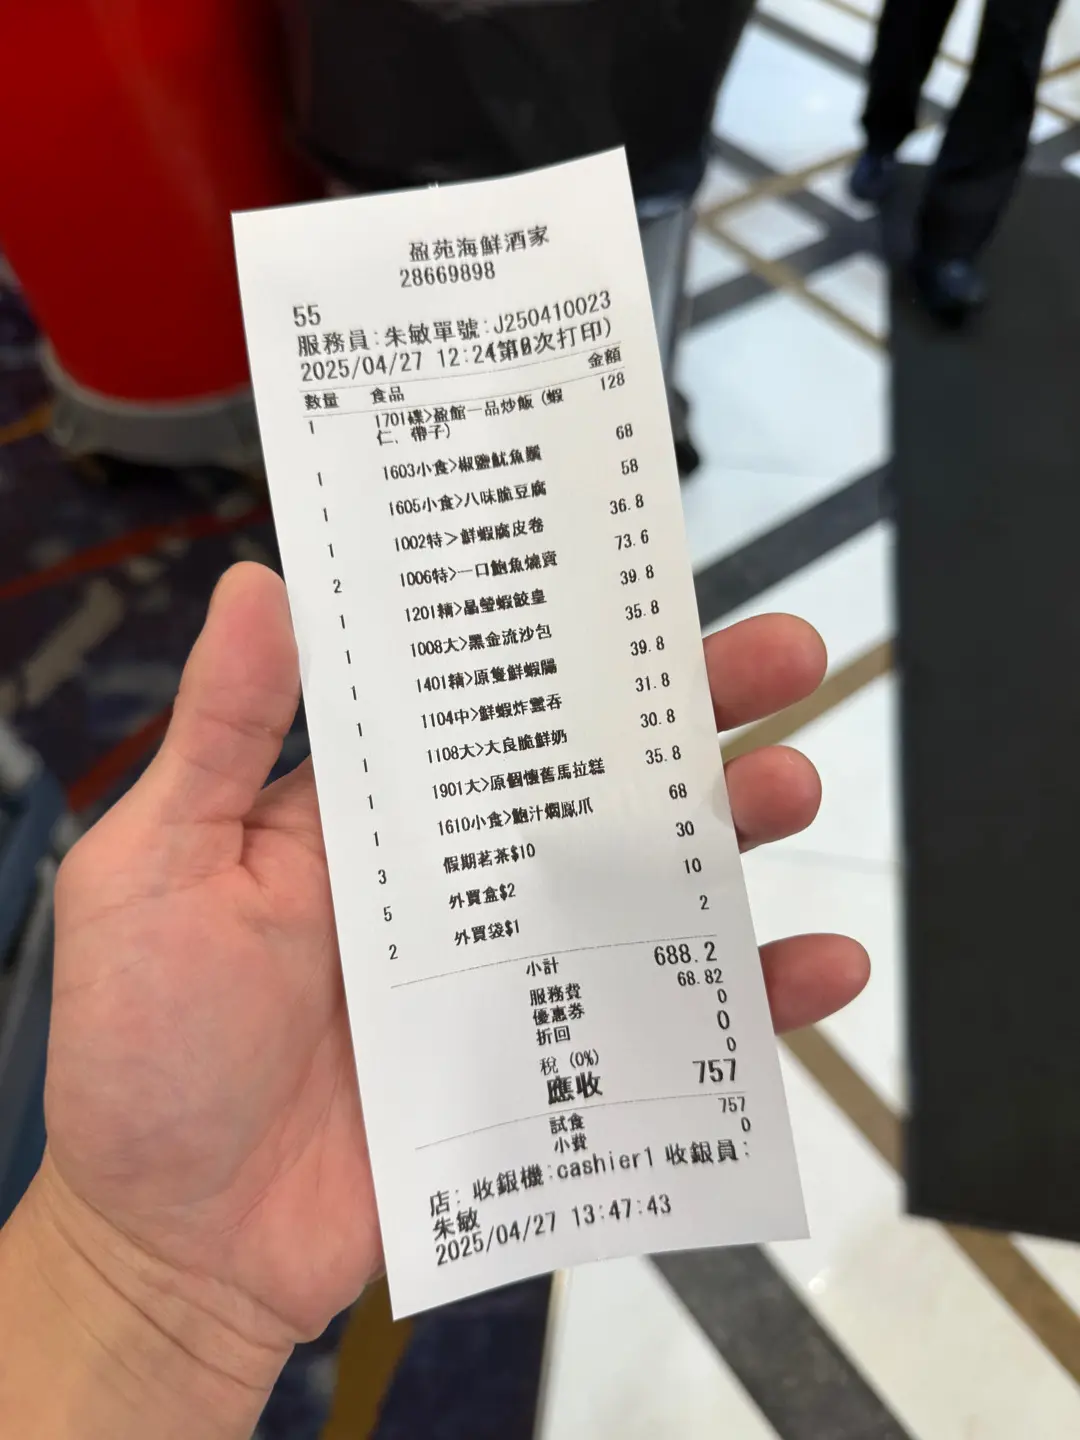 盈苑海鮮酒家
28669898
55
服務員:朱敏單號:J250410023
2025/04/27 12:24(第0次打印)
數量 食品 金額
1 1701碟>盈館一品炒飯(蝦 128
仁、帶子)
1 1603小食>椒鹽魷魚鬚 68
1 1605小食>八味脆豆腐 58
1 1002特>鮮蝦腐皮卷 36.8
2 1006特>一口鮑魚燒賣 73.6
1 1201精>晶瑩蝦餃皇 39.8
1 1008大>黑金流沙包 35.8
1 1401精>原隻鮮蝦腸 39.8
1 1104中>鮮蝦炸雲吞 31.8
1 1108大>大良脆鮮奶 30.8
1 1901大>原個懷舊馬拉糕 35.8
1 1610小食>鮑汁燜鳳爪 68
3 假期茗茶$10 30
5 外買盒$2 10
2 外買袋$1 2
小計 688.2
服務費 68.82
優惠券 0
折回 0
稅 (0%) 0
應收 757
試食 757
小費 0
店: 收銀機:cashier1 收銀員:
朱敏
2025/04/27 13:47:43